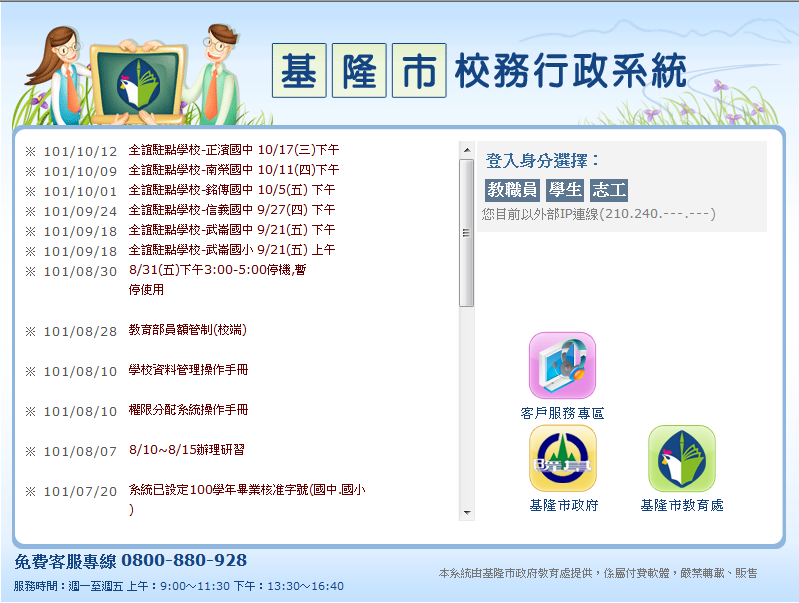 基隆市校務行政系統
※ 101/10/12 全誼駐點學校-正濱國中 10/17(三)下午
※ 101/10/09 全誼駐點學校-南榮國中 10/11(四)下午
※ 101/10/01 全誼駐點學校-銘傳國中 10/5(五) 下午
※ 101/09/24 全誼駐點學校-信義國中 9/27(四) 下午
※ 101/09/18 全誼駐點學校-武崙國中 9/21(五) 下午
※ 101/09/18 全誼駐點學校-武崙國小 9/21(五) 上午
※ 101/08/30 8/31(五)下午3:00-5:00停機,暫
停使用
※ 101/08/28 教育部員額管制(校端)
※ 101/08/10 學校資料管理操作手冊
※ 101/08/10 權限分配系統操作手冊
※ 101/08/07 8/10~8/15辦理研習
※ 101/07/20 系統已設定100學年畢業核准字號(國中.國小
)
登入身分選擇：
教職員 學生 志工
您目前以外部IP連線(210.240.---.---)
客戶服務專區
基隆市政府
基隆市教育處
免費客服專線 0800-880-928
服務時間：週一至週五 上午：9:00～11:30 下午：13:30～16:40
本系統由基隆市政府教育處提供，係屬付費軟體，嚴禁轉載、販售